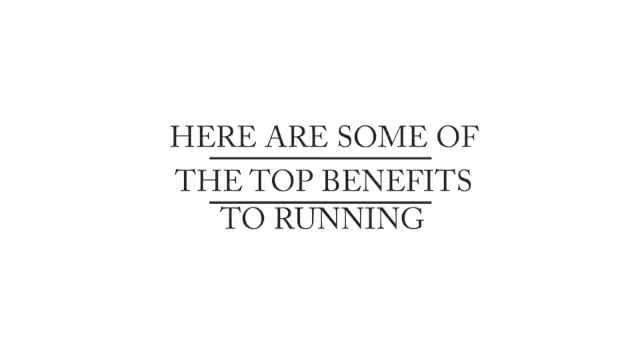 HERE ARE SOME OF
THE TOP BENEFITS
TO RUNNING